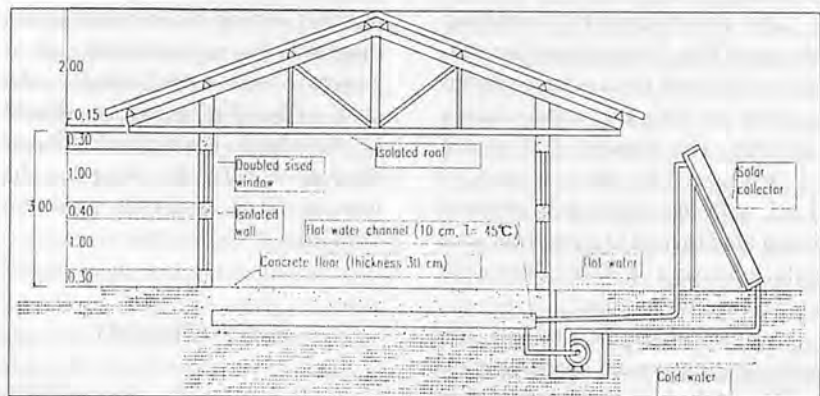 2.00
0.15
0.30
Isolated roof
Doubled sised
window
Solar
collector
1.00
3.00
0.40
Isolated
wall
Flat water channel (10 cm, T= 45°C)
1.00
Concrete floor (thickness 30 cm)
Flot water
0.30
Cold water